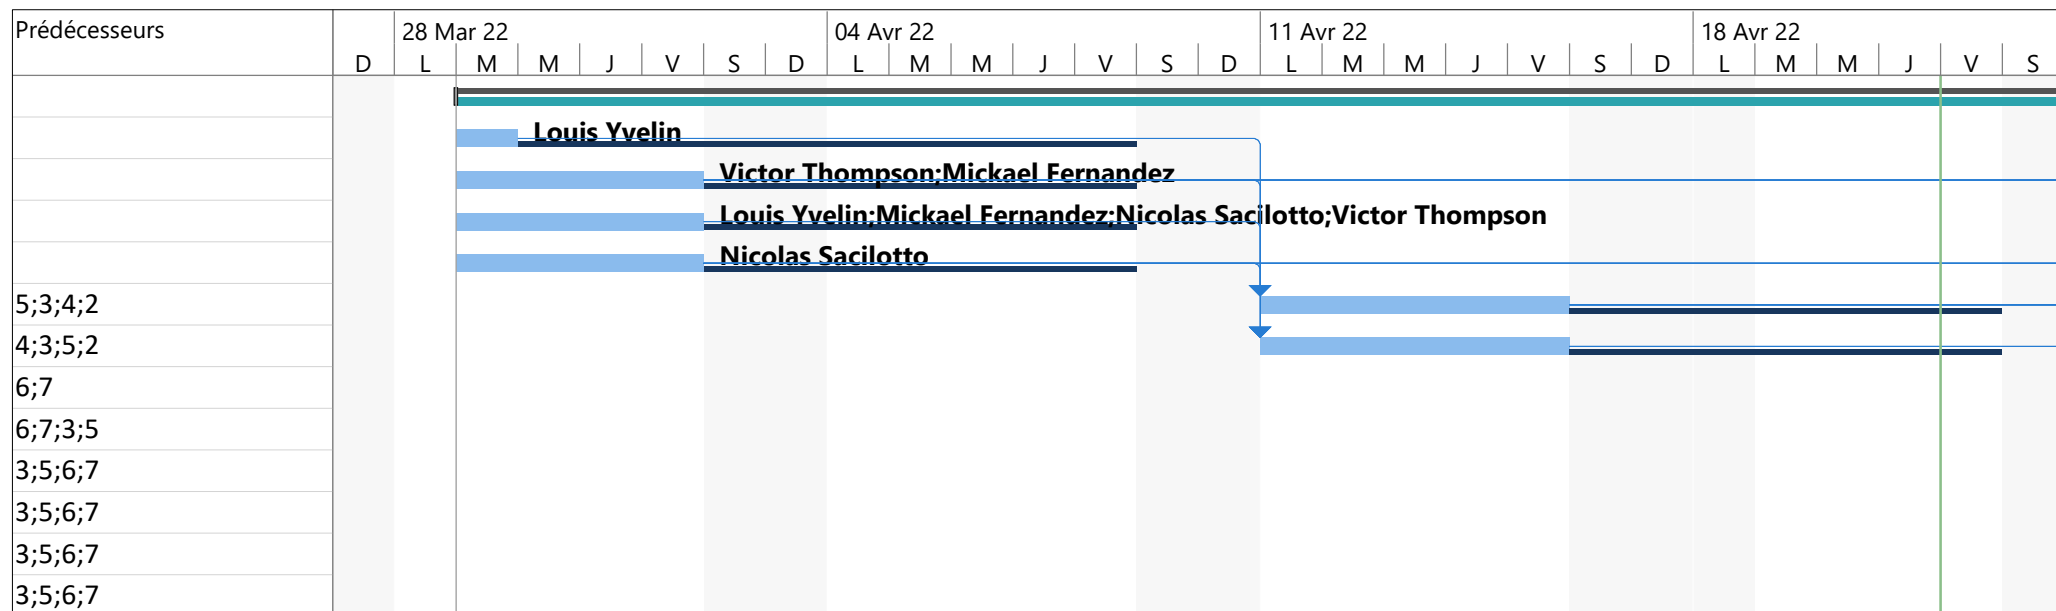 Prédécesseurs
28 Mar 22 04 Avr 22 11 Avr 22 18 Avr 22
D L M M J V S D L M M J V S D L M M J V S D L M M J V S
Louis Yvelin
Victor Thompson;Mickael Fernandez
Louis Yvelin;Mickael Fernandez;Nicolas Sacilotto;Victor Thompson
Nicolas Sacilotto
5;3;4;2
4;3;5;2
6;7
6;7;3;5
3;5;6;7
3;5;6;7
3;5;6;7
3;5;6;7